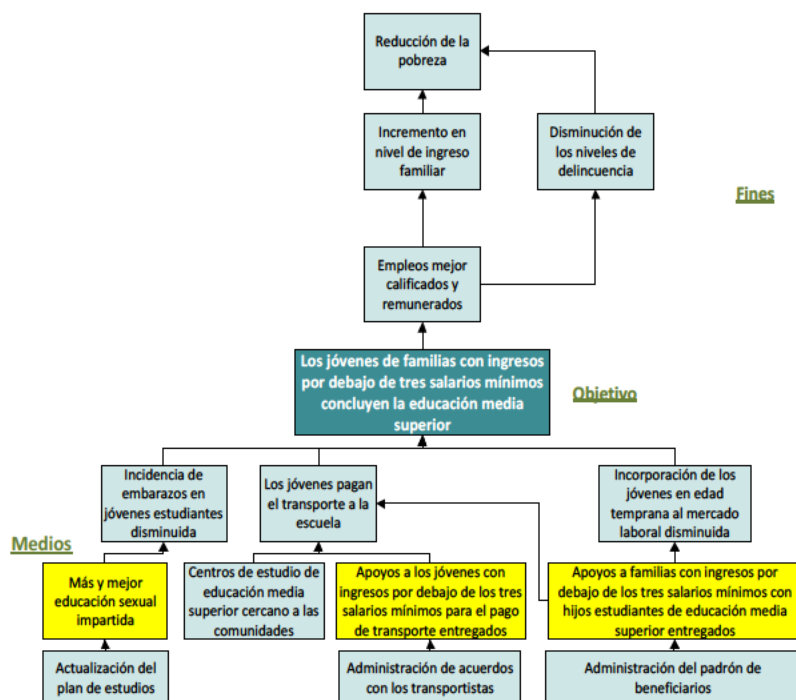 Reducción de la
pobreza
Incremento en
nivel de ingreso
familiar
Disminución de
los niveles de
delincuencia
Fines
Empleos mejor
calificados y
remunerados
Los jóvenes de familias con ingresos
por debajo de tres salarios mínimos
concluyen la educación media
superior
Objetivo
Incidencia de
embarazos en
jóvenes estudiantes
disminuida
Los jóvenes pagan
el transporte a la
escuela
Incorporación de los
jóvenes en edad
temprana al mercado
laboral disminuida
Medios
Más y mejor
educación sexual
impartida
Centros de estudio de
educación media
superior cercano a las
comunidades
Apoyos a los jóvenes con
ingresos por debajo de los tres
salarios mínimos para el pago
de transporte entregados
Apoyos a familias con ingresos por
debajo de los tres salarios mínimos con
hijos estudiantes de educación media
superior entregados
Actualización del
plan de estudios
Administración de acuerdos
con los transportistas
Administración del padrón de
beneficiarios